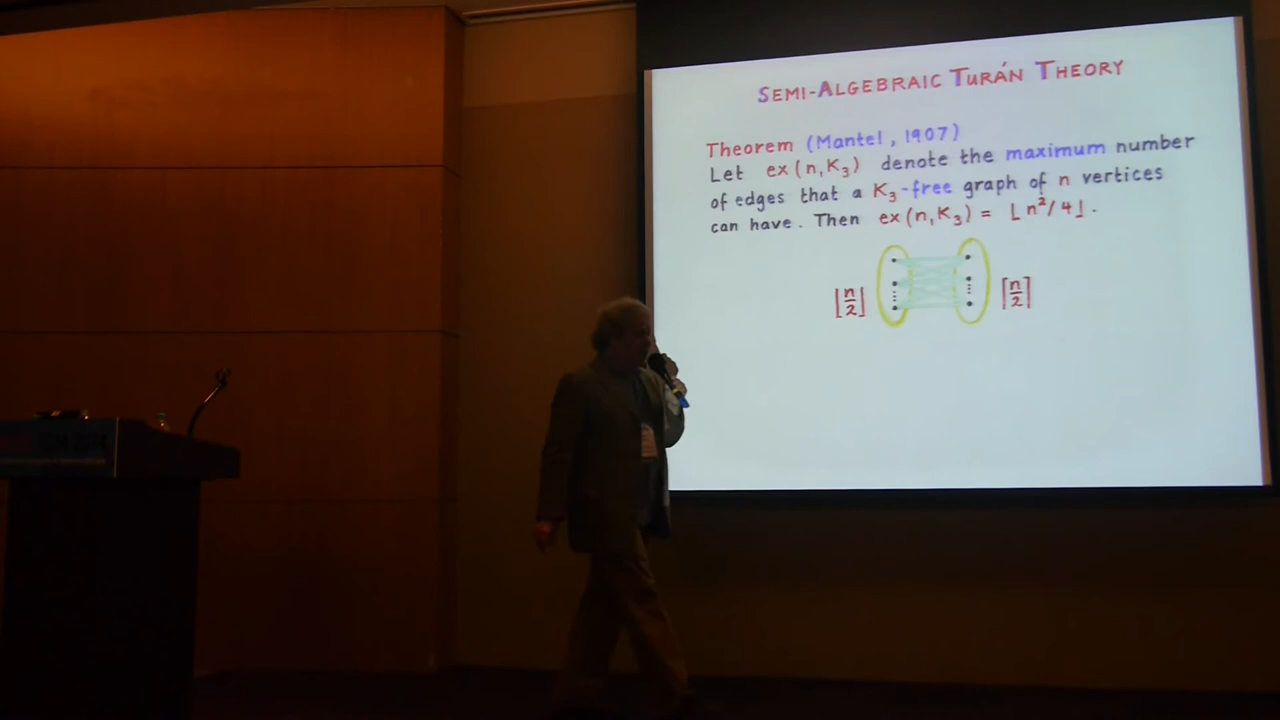 SEMI-ALGEBRAIC TURÁN THEORY
Theorem (Mantel, 1907)
Let ex(n,K₃) denote the maximum number
of edges that a K₃-free graph of n vertices
can have. Then ex(n,K₃) = ⌊n²/4⌋.
⌊n/2⌋ ⌈n/2⌉